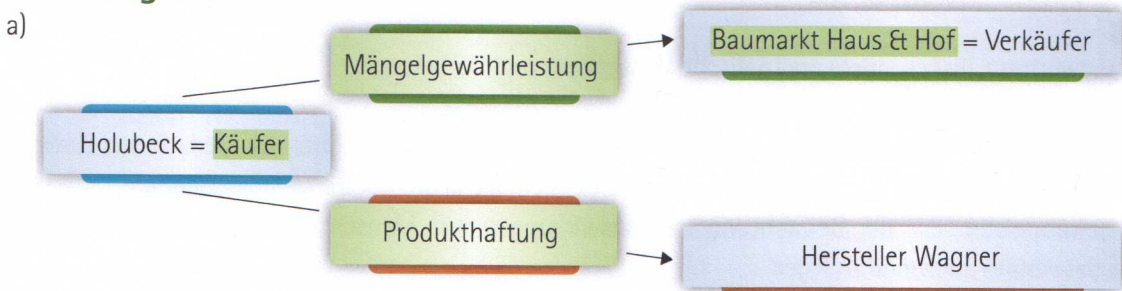 a)
Mängelgewährleistung
Baumarkt Haus & Hof = Verkäufer
Holubeck = Käufer
Produkthaftung
Hersteller Wagner